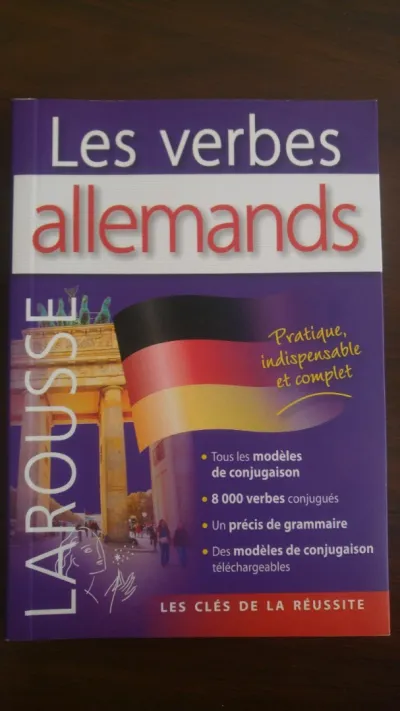 Les verbes
allemands
LAROUSSE
Pratique,
indispensable
et complet
• Tous les modèles
de conjugaison
• 8 000 verbes conjugués
• Un précis de grammaire
• Des modèles de conjugaison
téléchargeables
LES CLÉS DE LA RÉUSSITE